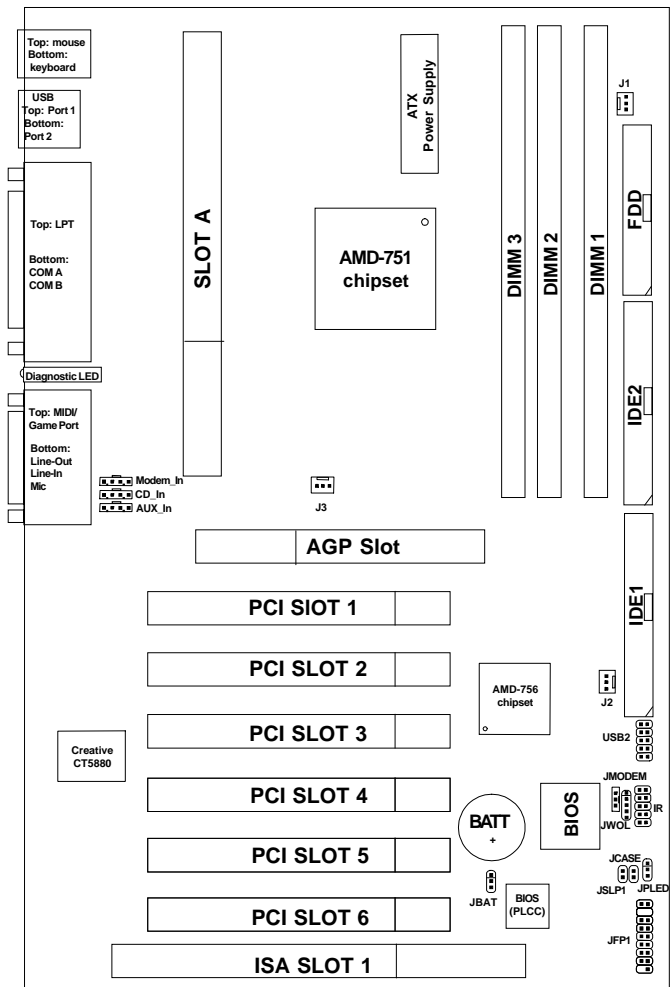 Top: mouse
Bottom:
keyboard
USB
Top: Port 1
Bottom:
Port 2
Top: LPT
Bottom:
COM A
COM B
Diagnostic LED
Top: MIDI/
Game Port
Bottom:
Line-Out
Line-In
Mic
Modem_In
CD_In
AUX_In
SLOT A
ATX
Power Supply
AMD-751
chipset
DIMM 3
DIMM 2
DIMM 1
J1
FDD
IDE2
IDE1
J3
AGP Slot
PCI SlOT 1
PCI SLOT 2
PCI SLOT 3
PCI SLOT 4
PCI SLOT 5
PCI SLOT 6
ISA SLOT 1
Creative
CT5880
AMD-756
chipset
J2
USB2
JMODEM
IR
JWOL
BIOS
BATT
+
JBAT
BIOS
(PLCC)
JCASE
JSLP1
JPLED
JFP1